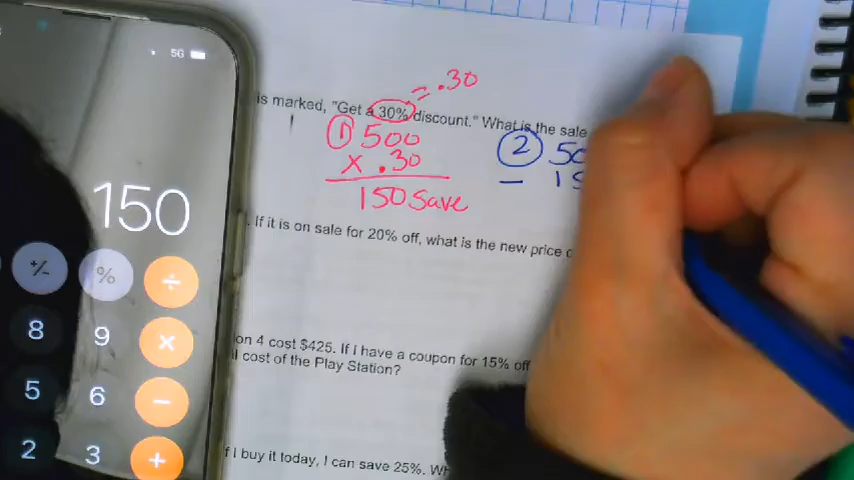 5G
150
+/-
%
÷
8
9
×
5
6
−
2
3
+
= .30
is marked, "Get a 30% discount." What is the sale
1 500
x .30
150 save
2
-
. If it is on sale for 20% off, what is the new price
on 4 cost $425. If I have a coupon for 15% off
cost of the Play Station?
f I buy it today, I can save 25%.